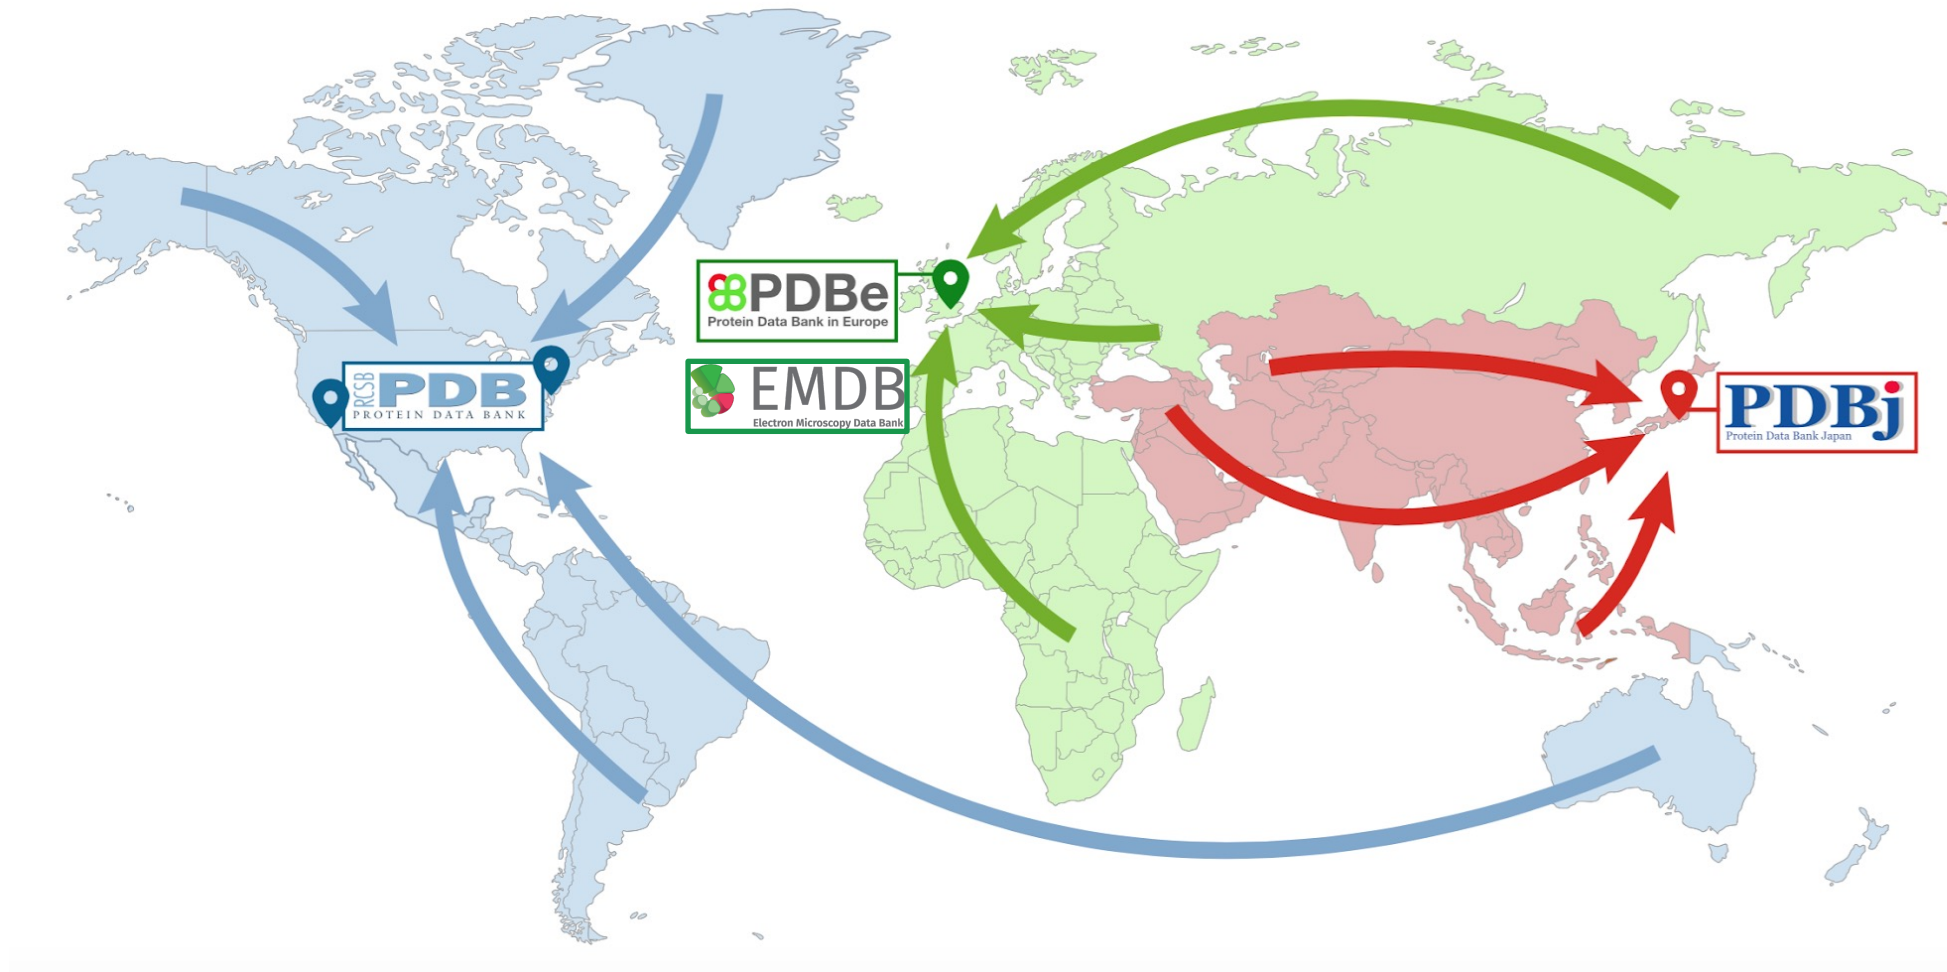 PDBe
Protein Data Bank in Europe
EMDB
Electron Microscopy Data Bank
RCSB
PDB
PROTEIN DATA BANK
PDBj
Protein Data Bank Japan